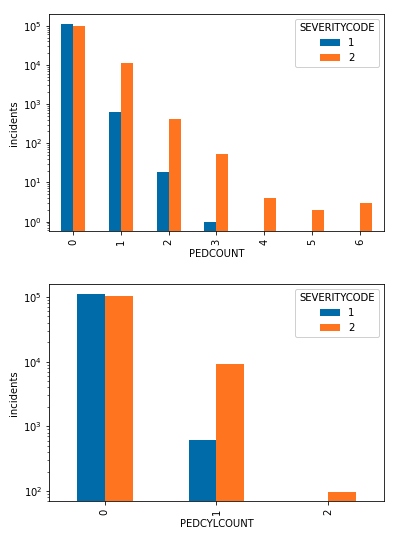 SEVERITYCODE
1
2
10^5
10^4
10^3
10^2
10^1
10^0
incidents
0 1 2 3 4 5 6
PEDCOUNT
SEVERITYCODE
1
2
10^5
10^4
10^3
10^2
incidents
0 1 2
PEDCYLCOUNT